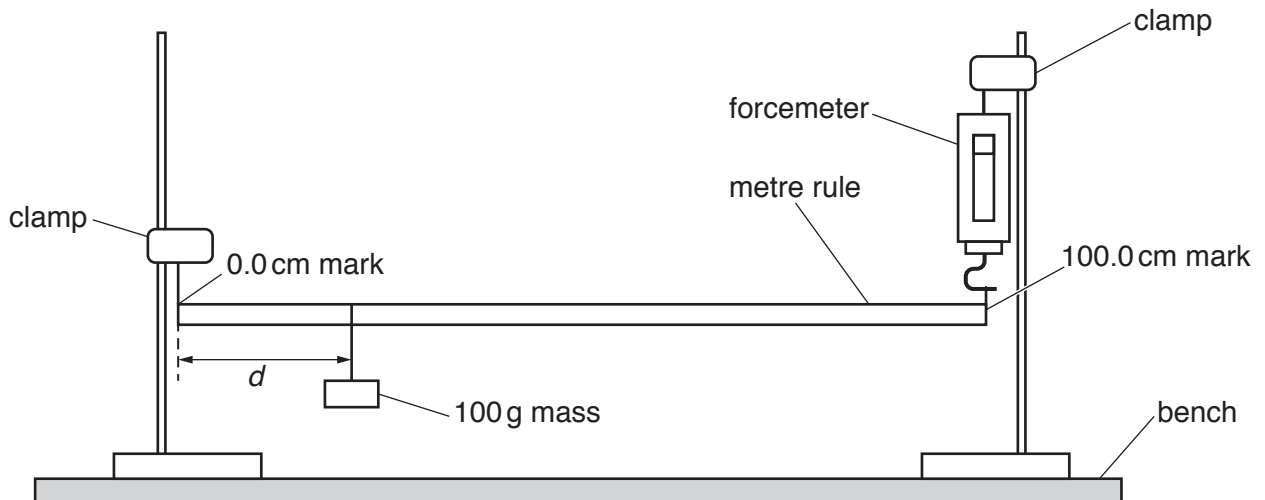 clamp
forcemeter
metre rule
clamp
0.0 cm mark
100.0 cm mark
d
100 g mass
bench